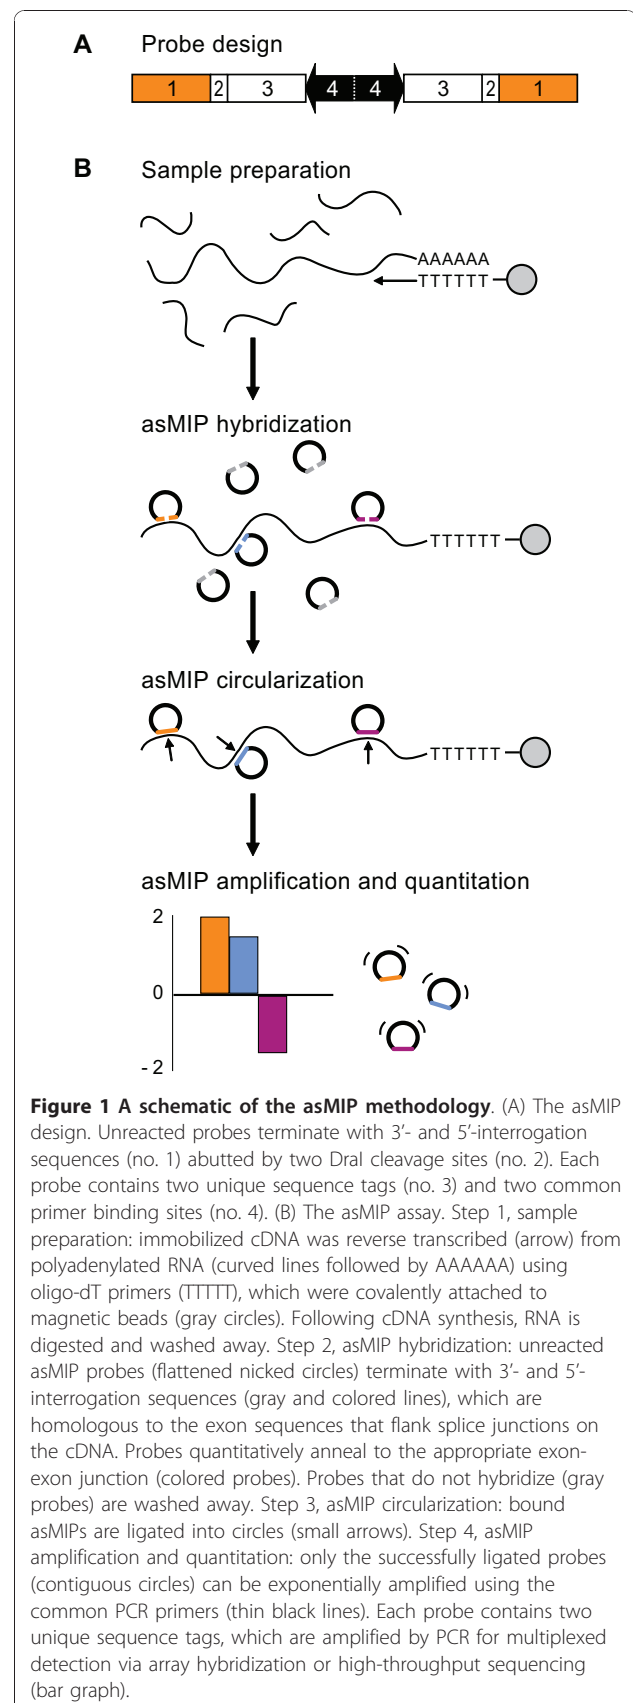 A Probe design
1 2 3 4 4 3 2 1
B Sample preparation
AAAAAA
TTTTTT
asMIP hybridization
TTTTTT
asMIP circularization
TTTTTT
asMIP amplification and quantitation
2
0
- 2
Figure 1 A schematic of the asMIP methodology. (A) The asMIP
design. Unreacted probes terminate with 3’- and 5’-interrogation
sequences (no. 1) abutted by two DraI cleavage sites (no. 2). Each
probe contains two unique sequence tags (no. 3) and two common
primer binding sites (no. 4). (B) The asMIP assay. Step 1, sample
preparation: immobilized cDNA was reverse transcribed (arrow) from
polyadenylated RNA (curved lines followed by AAAAAA) using
oligo-dT primers (TTTTT), which were covalently attached to
magnetic beads (gray circles). Following cDNA synthesis, RNA is
digested and washed away. Step 2, asMIP hybridization: unreacted
asMIP probes (flattened nicked circles) terminate with 3’- and 5’-
interrogation sequences (gray and colored lines), which are
homologous to the exon sequences that flank splice junctions on
the cDNA. Probes quantitatively anneal to the appropriate exon-
exon junction (colored probes). Probes that do not hybridize (gray
probes) are washed away. Step 3, asMIP circularization: bound
asMIPs are ligated into circles (small arrows). Step 4, asMIP
amplification and quantitation: only the successfully ligated probes
(contiguous circles) can be exponentially amplified using the
common PCR primers (thin black lines). Each probe contains two
unique sequence tags, which are amplified by PCR for multiplexed
detection via array hybridization or high-throughput sequencing
(bar graph).